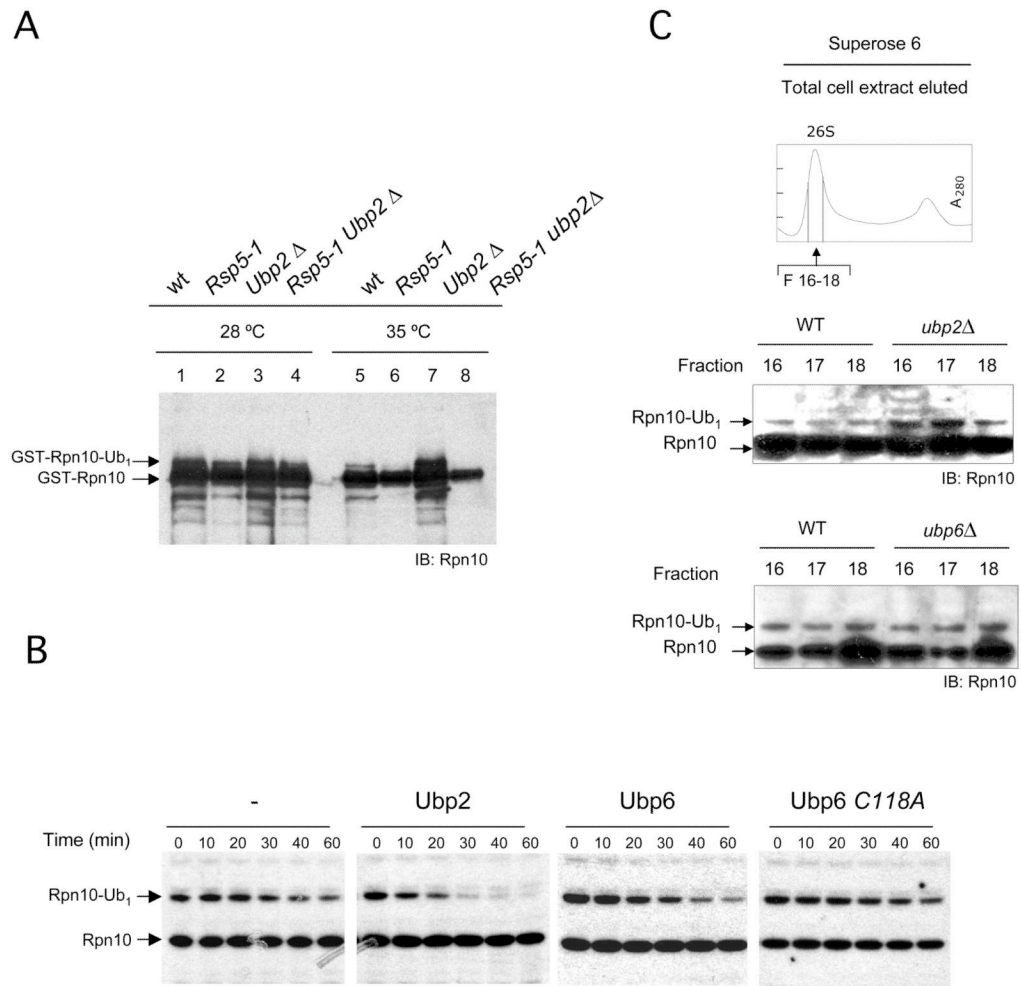 A
wt Rsp5-1 Ubp2 Δ Rsp5-1 Ubp2 Δ wt Rsp5-1 Ubp2Δ Rsp5-1 ubp2Δ
28 ºC 35 ºC
1 2 3 4 5 6 7 8
GST-Rpn10-Ub₁
GST-Rpn10
IB: Rpn10
C
Superose 6
Total cell extract eluted
26S
A280
F 16-18
WT ubp2Δ
Fraction 16 17 18 16 17 18
Rpn10-Ub₁
Rpn10
IB: Rpn10
WT ubp6Δ
Fraction 16 17 18 16 17 18
Rpn10-Ub₁
Rpn10
IB: Rpn10
B
- Ubp2 Ubp6 Ubp6 C118A
Time (min) 0 10 20 30 40 60 0 10 20 30 40 60 0 10 20 30 40 60 0 10 20 30 40 60
Rpn10-Ub₁
Rpn10